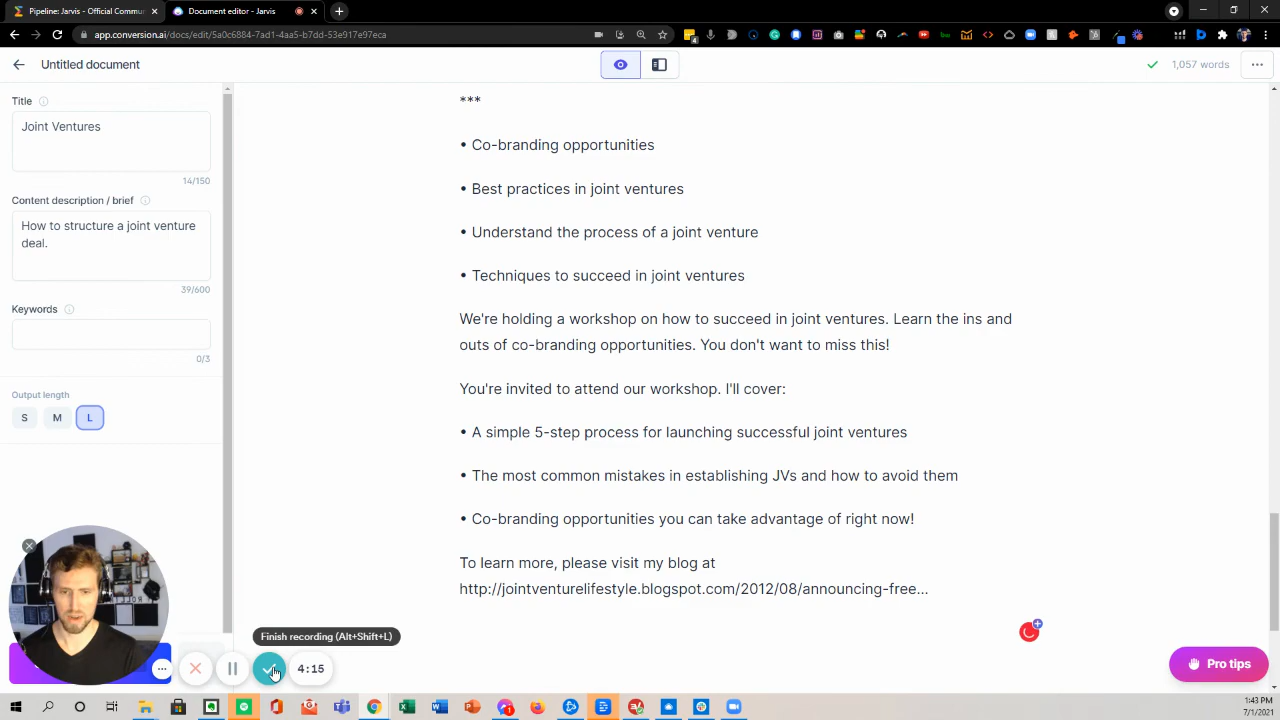 Pipeline: Jarvis - Official Commu
Document editor - Jarvis
app.conversion.ai/docs/edit/5a0c6884-7ad1-4aa5-b7dd-53e917e97eca
Untitled document
1,057 words
Title
Joint Ventures
14/150
Content description / brief
How to structure a joint venture
deal.
39/600
Keywords
0/3
Output length
S M L
***
• Co-branding opportunities
• Best practices in joint ventures
• Understand the process of a joint venture
• Techniques to succeed in joint ventures
We're holding a workshop on how to succeed in joint ventures. Learn the ins and
outs of co-branding opportunities. You don't want to miss this!
You're invited to attend our workshop. I'll cover:
• A simple 5-step process for launching successful joint ventures
• The most common mistakes in establishing JVs and how to avoid them
• Co-branding opportunities you can take advantage of right now!
To learn more, please visit my blog at
http://jointventurelifestyle.blogspot.com/2012/08/announcing-free...
Finish recording (Alt+Shift+L)
4:15
Pro tips
1:43 PM
7/1/2021